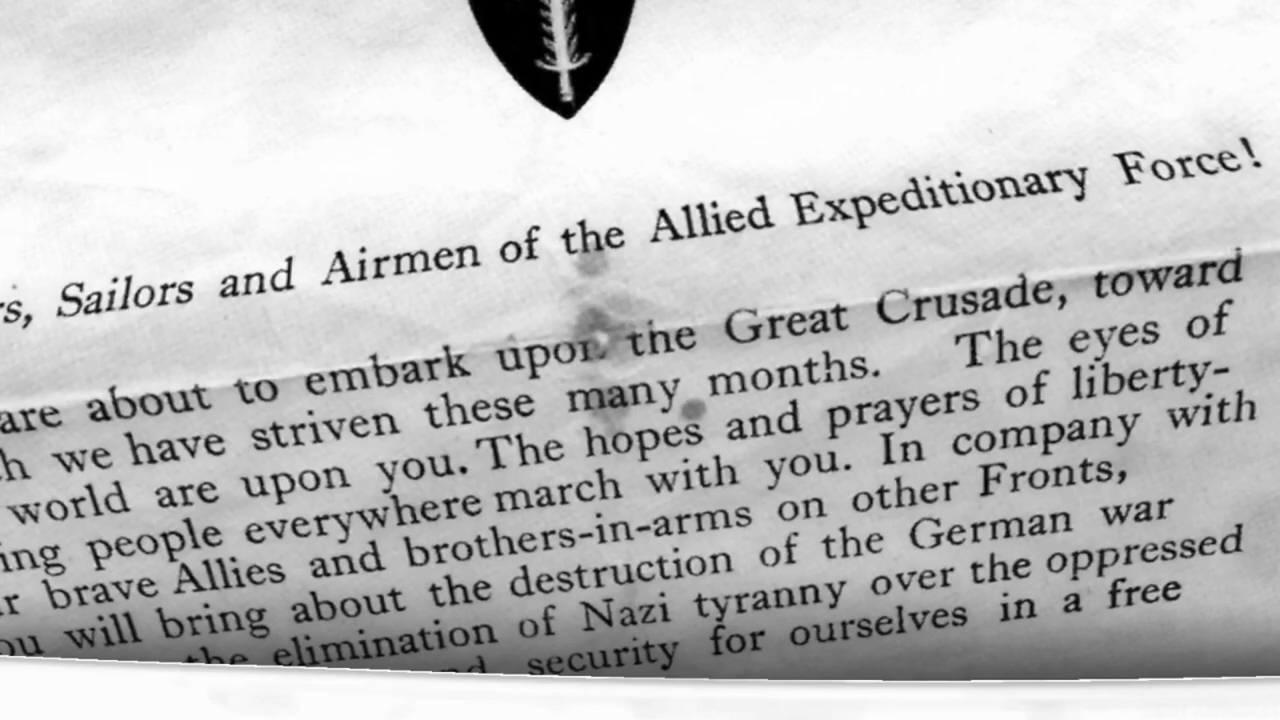 Sailors and Airmen of the Allied Expeditionary Force!
are about to embark upon the Great Crusade, toward
we have striven these many months. The eyes of
world are upon you. The hopes and prayers of liberty-
people everywhere march with you. In company with
brave Allies and brothers-in-arms on other Fronts,
will bring about the destruction of the German war
the elimination of Nazi tyranny over the oppressed
security for ourselves in a free